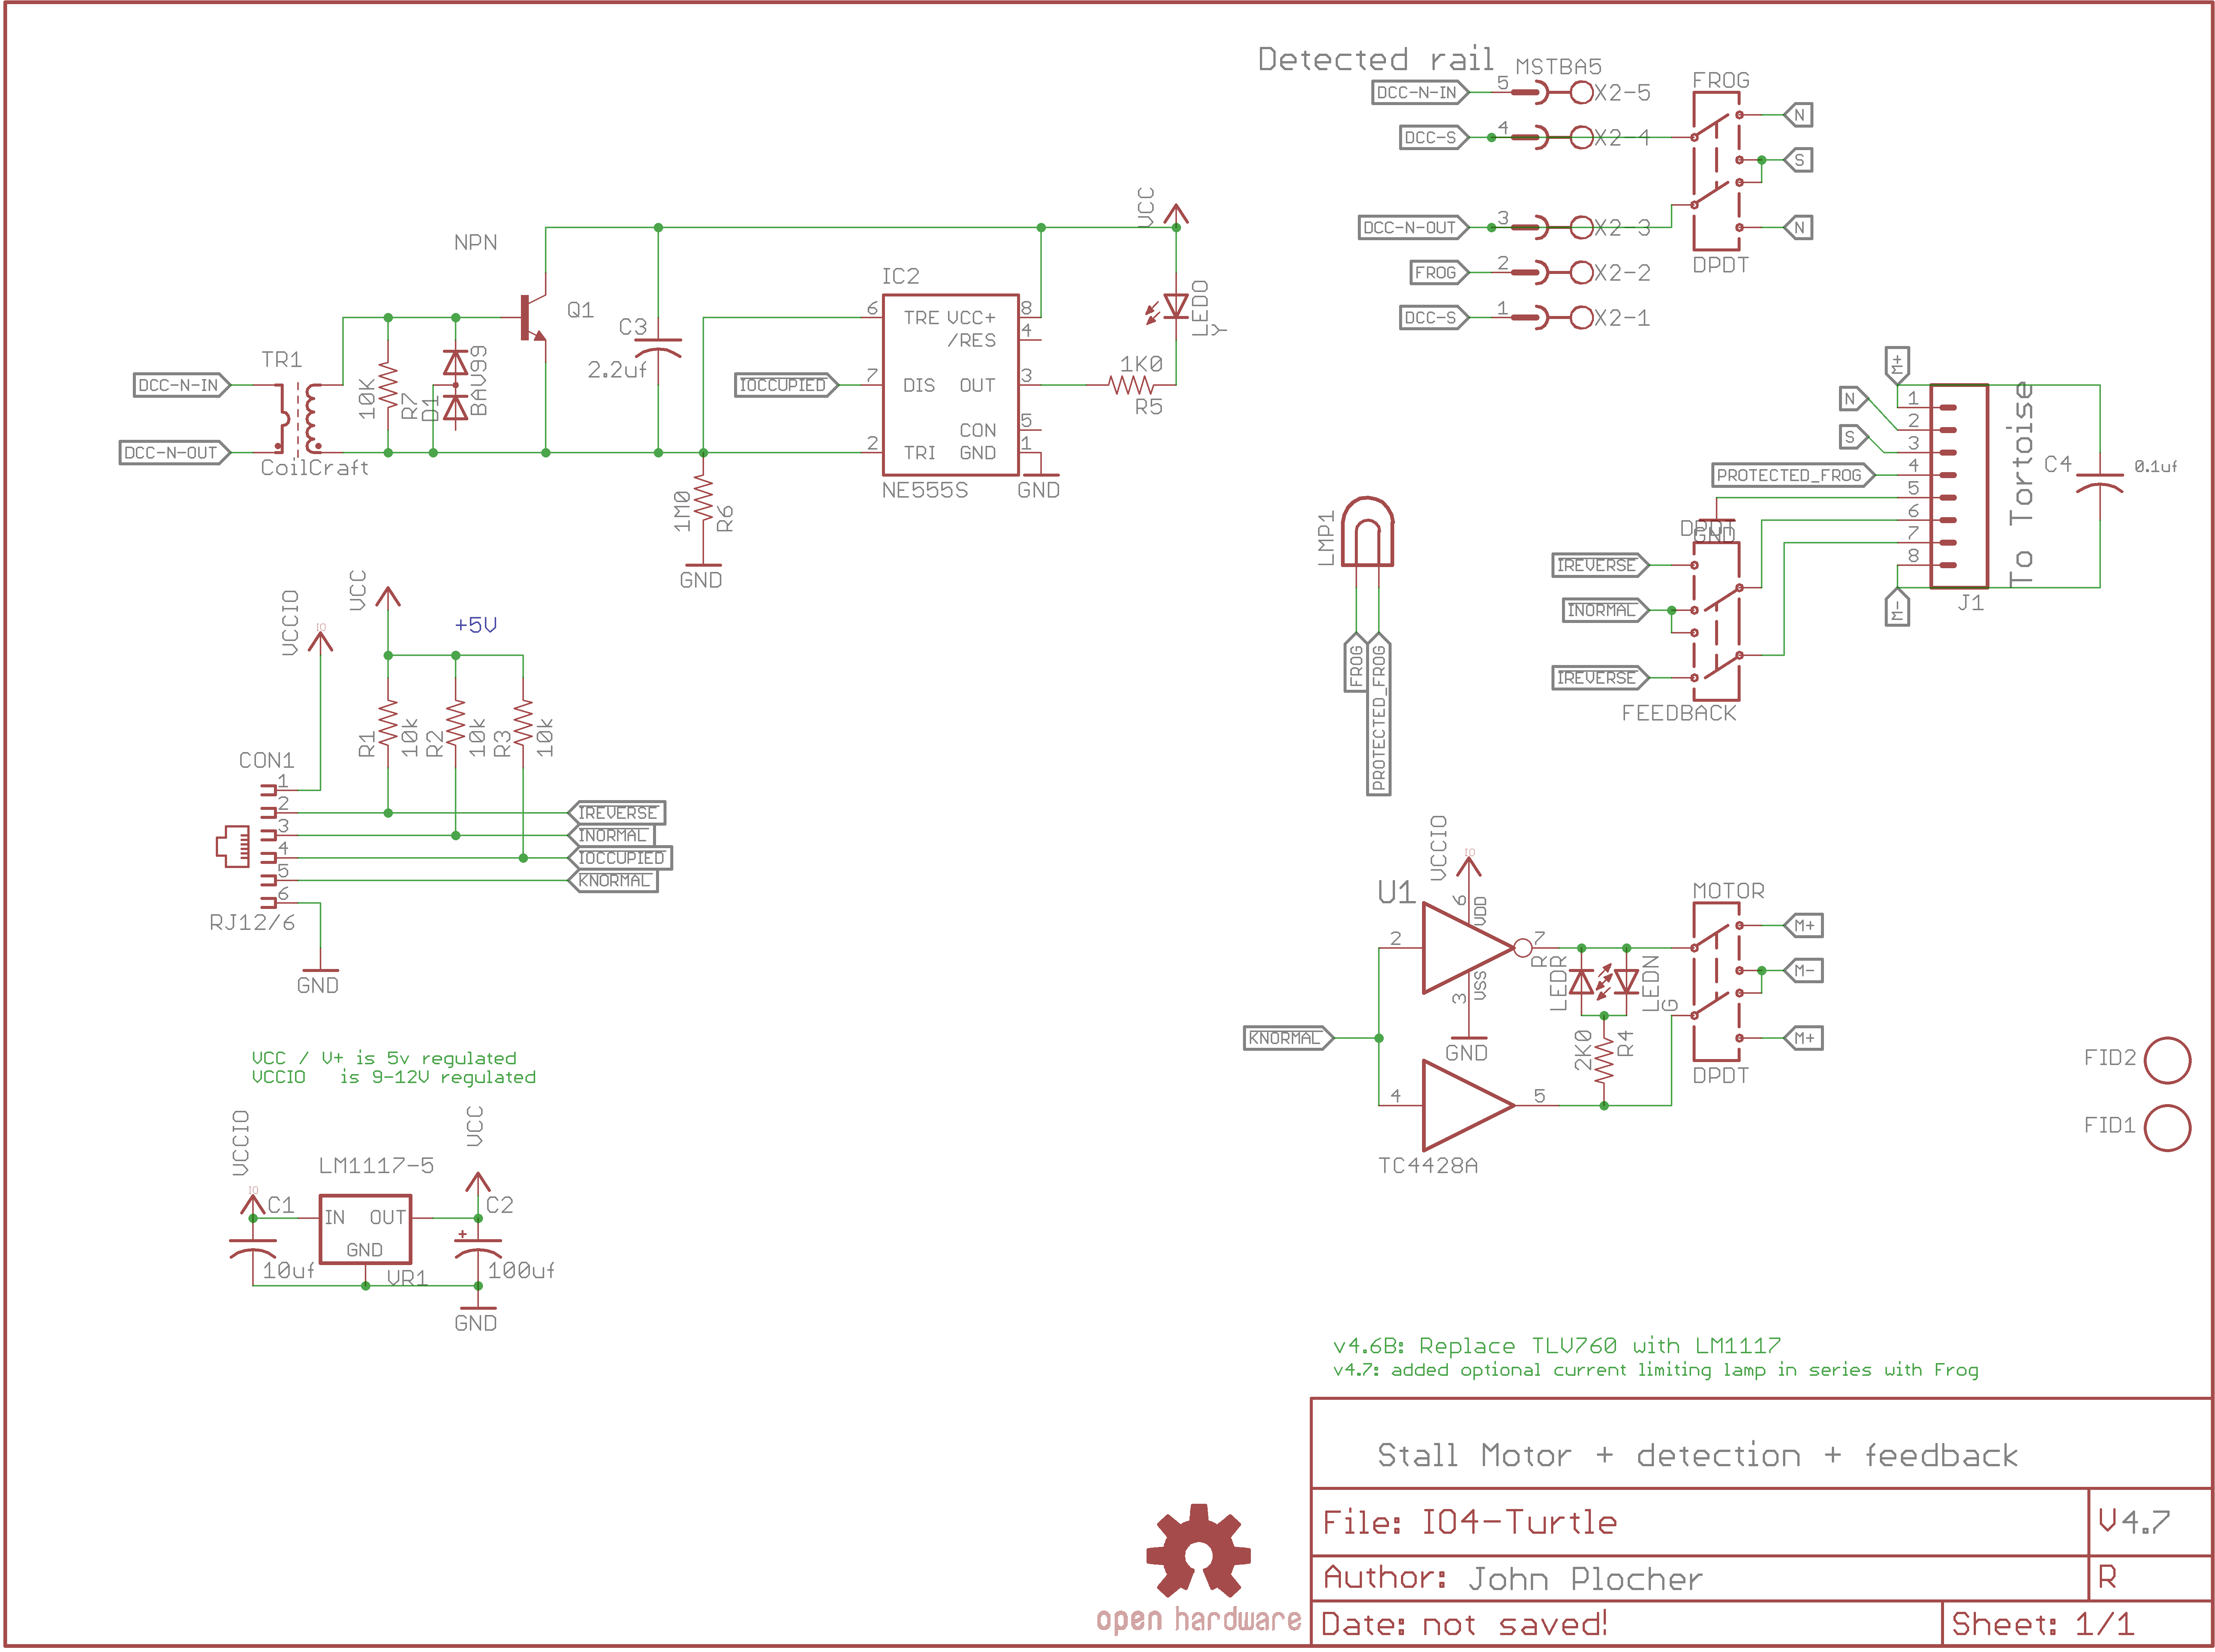 Detected rail
MSTBA5
DCC-N-IN
5
X2-5
DCC-S
4
X2-4
DCC-N-OUT
3
X2-3
FROG
2
X2-2
DCC-S
1
X2-1
FROG
N
S
N
DPDT
NPN
Q1
TR1
DCC-N-IN
DCC-N-OUT
CoilCraft
10K
R7
D1
BAV99
C3
2.2uf
IOCCUPIED
IC2
6
TRE
VCC+
8
/RES
4
7
DIS
OUT
3
CON
5
2
TRI
GND
1
NE555S
GND
VCC
LEDO
Y
1K0
R5
1M0
R6
GND
M+
N
S
PROTECTED_FROG
1
2
3
4
5
6
7
8
To Tortoise
C4
0.1uf
J1
M-
GND
DPDT
IREVERSE
INORMAL
IREVERSE
FEEDBACK
LMP1
FROG
PROTECTED_FROG
VCCIO
IO
VCC
+5V
R1
10k
R2
10k
R3
10k
CON1
1
2
3
4
5
6
IREVERSE
INORMAL
IOCCUPIED
KNORMAL
RJ12/6
GND
VCC / V+ is 5v regulated
VCCIO is 9-12V regulated
VCCIO
IO
C1
10uf
LM1117-5
IN
OUT
GND
VR1
VCC
C2
+
100uf
GND
VCCIO
IO
U1
6
VDD
2
7
3
VSS
GND
KNORMAL
4
5
TC4428A
R
LEDR
LEDN
G
2K0
R4
MOTOR
M+
M-
M+
DPDT
FID2
FID1
v4.6B: Replace TLV760 with LM1117
v4.7: added optional current limiting lamp in series with Frog
Stall Motor + detection + feedback
File: IO4-Turtle
V4.7
Author: John Plocher
R
Date: not saved!
Sheet: 1/1
open hardware